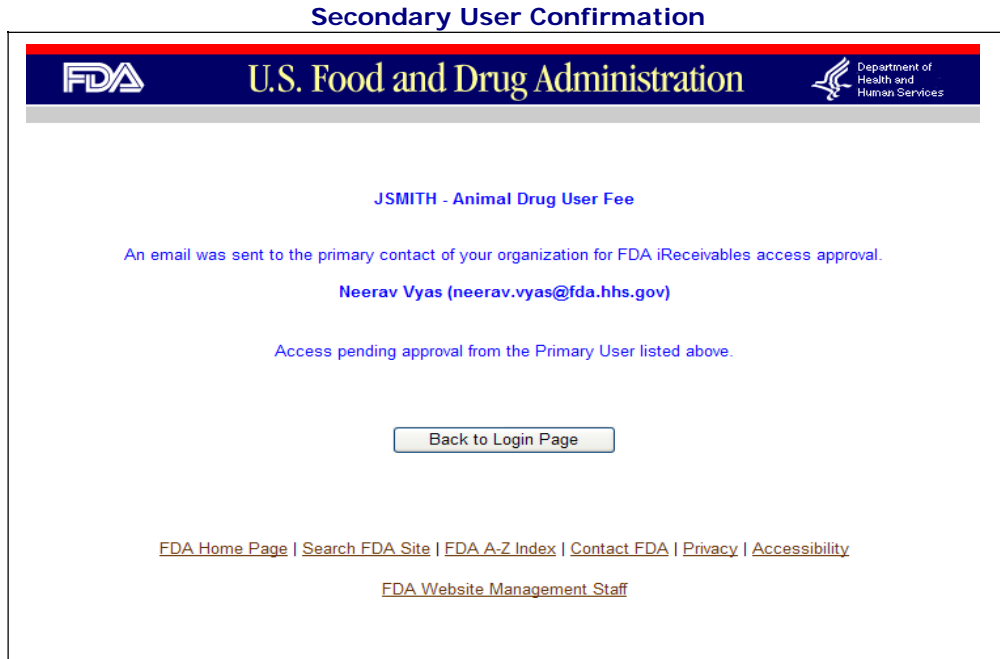 Secondary User Confirmation
FDA U.S. Food and Drug Administration Department of
Health and
Human Services
JSMITH - Animal Drug User Fee
An email was sent to the primary contact of your organization for FDA iReceivables access approval.
Neerav Vyas (neerav.vyas@fda.hhs.gov)
Access pending approval from the Primary User listed above.
Back to Login Page
FDA Home Page | Search FDA Site | FDA A-Z Index | Contact FDA | Privacy | Accessibility
FDA Website Management Staff